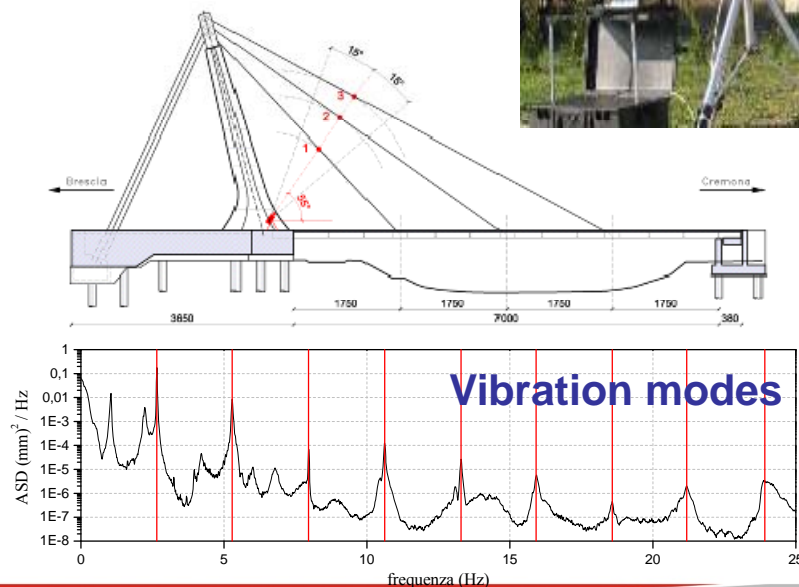 15°
15°
3
2
1
55°
Brescia
Cremona
1750 1750 1750 1750
3650 7000 380
Vibration modes
ASD (mm)² / Hz
1
0,1
0,01
1E-3
1E-4
1E-5
1E-6
1E-7
1E-8
0 5 10 15 20 25
frequenza (Hz)